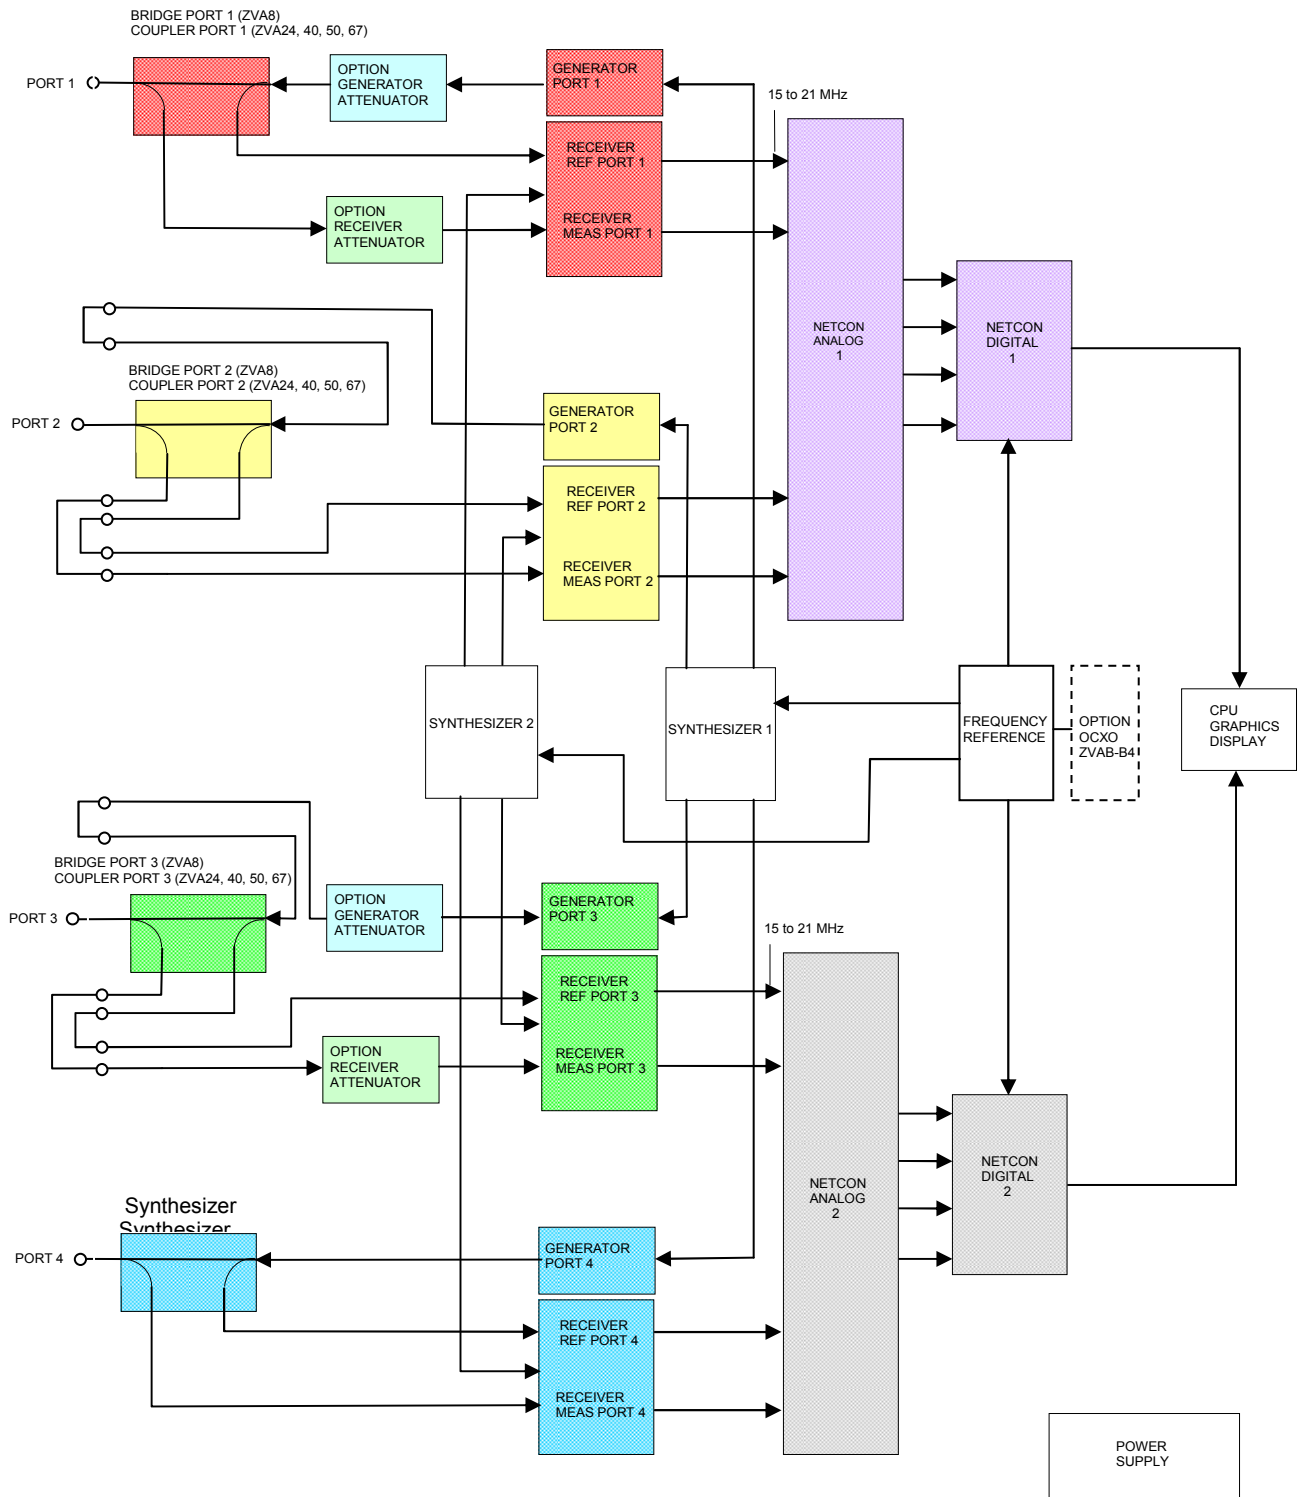 BRIDGE PORT 1 (ZVA8)
COUPLER PORT 1 (ZVA24, 40, 50, 67)
PORT 1
OPTION
GENERATOR
ATTENUATOR
GENERATOR
PORT 1
15 to 21 MHz
RECEIVER
REF PORT 1
OPTION
RECEIVER
ATTENUATOR
RECEIVER
MEAS PORT 1
NETCON
ANALOG
1
NETCON
DIGITAL
1
BRIDGE PORT 2 (ZVA8)
COUPLER PORT 2 (ZVA24, 40, 50, 67)
PORT 2
GENERATOR
PORT 2
RECEIVER
REF PORT 2
RECEIVER
MEAS PORT 2
SYNTHESIZER 2
SYNTHESIZER 1
FREQUENCY
REFERENCE
OPTION
OCXO
ZVAB-B4
CPU
GRAPHICS
DISPLAY
BRIDGE PORT 3 (ZVA8)
COUPLER PORT 3 (ZVA24, 40, 50, 67)
PORT 3
OPTION
GENERATOR
ATTENUATOR
GENERATOR
PORT 3
15 to 21 MHz
RECEIVER
REF PORT 3
OPTION
RECEIVER
ATTENUATOR
RECEIVER
MEAS PORT 3
NETCON
ANALOG
2
NETCON
DIGITAL
2
Synthesizer
Synthesizer
PORT 4
GENERATOR
PORT 4
RECEIVER
REF PORT 4
RECEIVER
MEAS PORT 4
POWER
SUPPLY